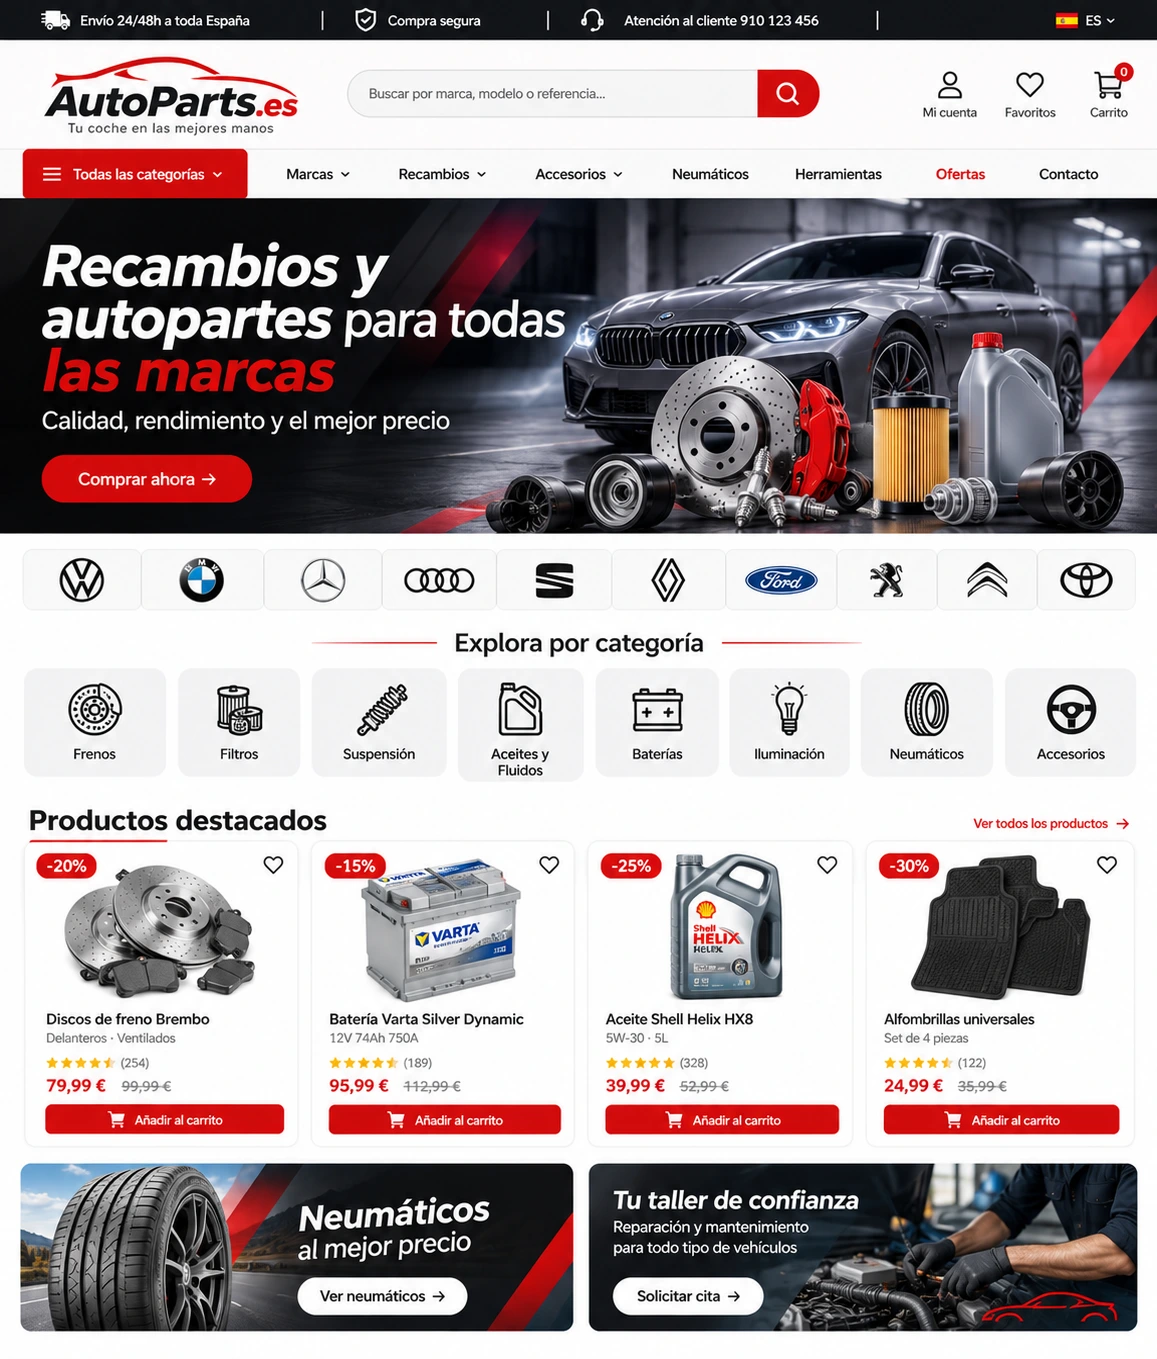 Envío 24/48h a toda España
Compra segura
Atención al cliente 910 123 456
ES
AutoParts.es
Tu coche en las mejores manos
Buscar por marca, modelo o referencia...
Mi cuenta
Favoritos
0
Carrito
Todas las categorías
Marcas
Recambios
Accesorios
Neumáticos
Herramientas
Ofertas
Contacto
Recambios y
autopartes para todas
las marcas
Calidad, rendimiento y el mejor precio
Comprar ahora →
BMW
Ford
Explora por categoría
Frenos
Filtros
Suspensión
Aceites y
Fluidos
Baterías
Iluminación
Neumáticos
Accesorios
Productos destacados
Ver todos los productos →
-20%
Discos de freno Brembo
Delanteros · Ventilados
(254)
79,99 € 99,99 €
Añadir al carrito
-15%
VARTA
Batería Varta Silver Dynamic
12V 74Ah 750A
(189)
95,99 € 112,99 €
Añadir al carrito
-25%
Shell
HELIX
HELIX
Aceite Shell Helix HX8
5W-30 · 5L
(328)
39,99 € 52,99 €
Añadir al carrito
-30%
Alfombrillas universales
Set de 4 piezas
(122)
24,99 € 35,99 €
Añadir al carrito
Neumáticos
al mejor precio
Ver neumáticos →
Tu taller de confianza
Reparación y mantenimiento
para todo tipo de vehículos
Solicitar cita →